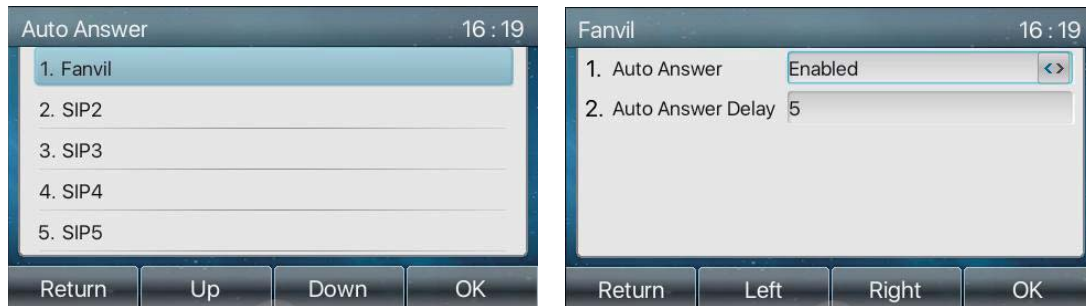 Auto Answer 16 : 19
1. Fanvil
2. SIP2
3. SIP3
4. SIP4
5. SIP5
Return Up Down OK
Fanvil 16 : 19
1. Auto Answer Enabled <>
2. Auto Answer Delay 5
Return Left Right OK